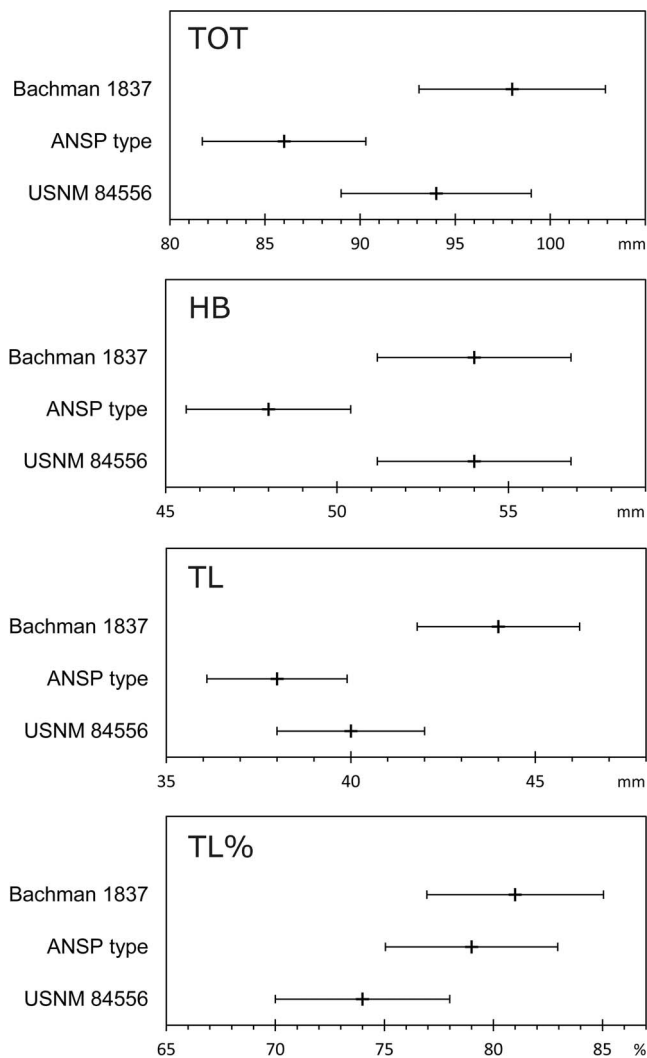 TOT
Bachman 1837
ANSP type
USNM 84556
80 85 90 95 100 mm
HB
Bachman 1837
ANSP type
USNM 84556
45 50 55 mm
TL
Bachman 1837
ANSP type
USNM 84556
35 40 45 mm
TL%
Bachman 1837
ANSP type
USNM 84556
65 70 75 80 85 %